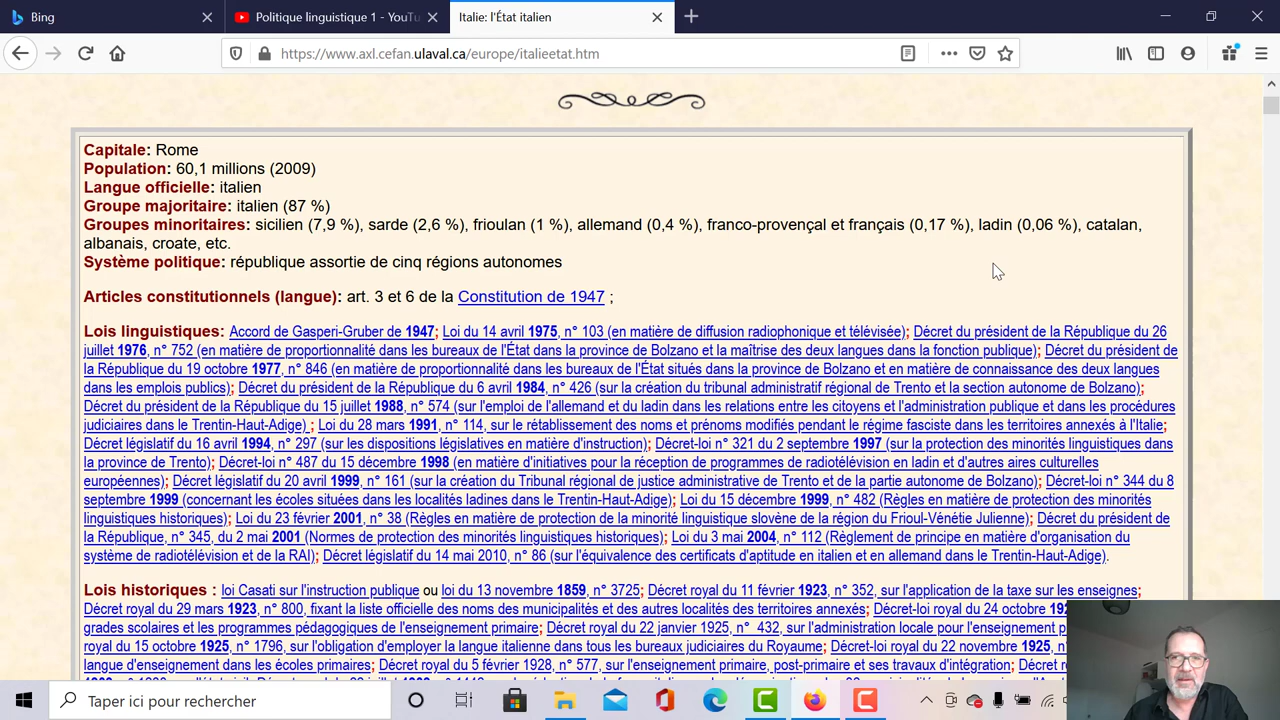 Bing
Politique linguistique 1 - YouTu
Italie: l'État italien
https://www.axl.cefan.ulaval.ca/europe/italieetat.htm
Capitale: Rome
Population: 60,1 millions (2009)
Langue officielle: italien
Groupe majoritaire: italien (87 %)
Groupes minoritaires: sicilien (7,9 %), sarde (2,6 %), frioulan (1 %), allemand (0,4 %), franco-provençal et français (0,17 %), ladin (0,06 %), catalan,
albanais, croate, etc.
Système politique: république assortie de cinq régions autonomes
Articles constitutionnels (langue): art. 3 et 6 de la Constitution de 1947 ;
Lois linguistiques: Accord de Gasperi-Gruber de 1947; Loi du 14 avril 1975, n° 103 (en matière de diffusion radiophonique et télévisée); Décret du président de la République du 26
juillet 1976, n° 752 (en matière de proportionnalité dans les bureaux de l'État dans la province de Bolzano et la maîtrise des deux langues dans la fonction publique); Décret du président de
la République du 19 octobre 1977, n° 846 (en matière de proportionnalité dans les bureaux de l'État situés dans la province de Bolzano et en matière de connaissance des deux langues
dans les emplois publics); Décret du président de la République du 6 avril 1984, n° 426 (sur la création du tribunal administratif régional de Trento et la section autonome de Bolzano);
Décret du président de la République du 15 juillet 1988, n° 574 (sur l'emploi de l'allemand et du ladin dans les relations entre les citoyens et l'administration publique et dans les procédures
judiciaires dans le Trentin-Haut-Adige) ; Loi du 28 mars 1991, n° 114, sur le rétablissement des noms et prénoms modifiés pendant le régime fasciste dans les territoires annexés à l'Italie;
Décret législatif du 16 avril 1994, n° 297 (sur les dispositions législatives en matière d'instruction); Décret-loi n° 321 du 2 septembre 1997 (sur la protection des minorités linguistiques dans
la province de Trento); Décret-loi n° 487 du 15 décembre 1998 (en matière d'initiatives pour la réception de programmes de radiotélévision en ladin et d'autres aires culturelles
européennes); Décret législatif du 20 avril 1999, n° 161 (sur la création du Tribunal régional de justice administrative de Trento et de la partie autonome de Bolzano); Décret-loi n° 344 du 8
septembre 1999 (concernant les écoles situées dans les localités ladines dans le Trentin-Haut-Adige); Loi du 15 décembre 1999, n° 482 (Règles en matière de protection des minorités
linguistiques historiques); Loi du 23 février 2001, n° 38 (Règles en matière de protection de la minorité linguistique slovène de la région du Frioul-Vénétie Julienne); Décret du président de
la République, n° 345, du 2 mai 2001 (Normes de protection des minorités linguistiques historiques); Loi du 3 mai 2004, n° 112 (Règlement de principe en matière d'organisation du
système de radiotélévision et de la RAI); Décret législatif du 14 mai 2010, n° 86 (sur l'équivalence des certificats d'aptitude en italien et en allemand dans le Trentin-Haut-Adige).
Lois historiques : loi Casati sur l'instruction publique ou loi du 13 novembre 1859, n° 3725; Décret royal du 11 février 1923, n° 352, sur l'application de la taxe sur les enseignes;
Décret royal du 29 mars 1923, n° 800, fixant la liste officielle des noms des municipalités et des autres localités des territoires annexés; Décret-loi royal du 24 octobre
grades scolaires et les programmes pédagogiques de l'enseignement primaire; Décret royal du 22 janvier 1925, n° 432, sur l'administration locale pour l'enseignement
royal du 15 octobre 1925, n° 1796, sur l'obligation d'employer la langue italienne dans tous les bureaux judiciaires du Royaume; Décret-loi royal du 22 novembre 1925,
langue d'enseignement dans les écoles primaires; Décret royal du 5 février 1928, n° 577, sur l'enseignement primaire, post-primaire et ses travaux d'intégration; Décret
Taper ici pour rechercher